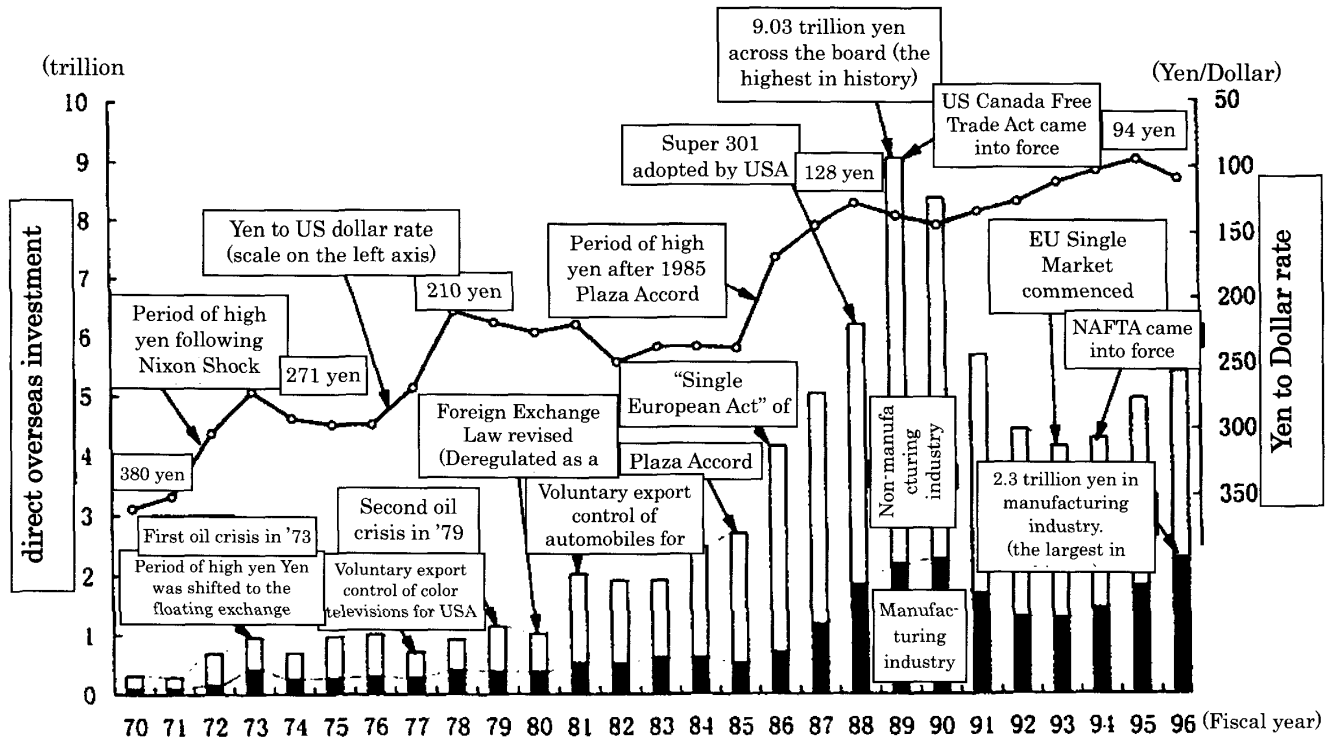 9.03 trillion yen
across the board (the
highest in history)
(trillion
(Yen/Dollar)
US Canada Free
Trade Act came
into force
94 yen
Super 301
adopted by USA
128 yen
Yen to US dollar rate
(scale on the left axis)
Period of high
yen after 1985
Plaza Accord
EU Single
Market
commenced
210 yen
Period of high
yen following
Nixon Shock
NAFTA came
into force
271 yen
"Single
European Act" of
Foreign Exchange
Law revised
(Deregulated as a
Plaza Accord
380 yen
Second oil
crisis in '79
Voluntary export
control of
automobiles for
Non-manufa
cturing
industry
2.3 trillion yen in
manufacturing
industry.
(the largest in
First oil crisis in '73
Period of high yen Yen
was shifted to the
floating exchange
Voluntary export
control of color
televisions for USA
Manufac-
turing
industry
direct overseas investment
Yen to Dollar rate
10
9
8
7
6
5
4
3
2
1
0
50
100
150
200
250
300
350
70 71 72 73 74 75 76 77 78 79 80 81 82 83 84 85 86 87 88 89 90 91 92 93 94 95 96 (Fiscal year)